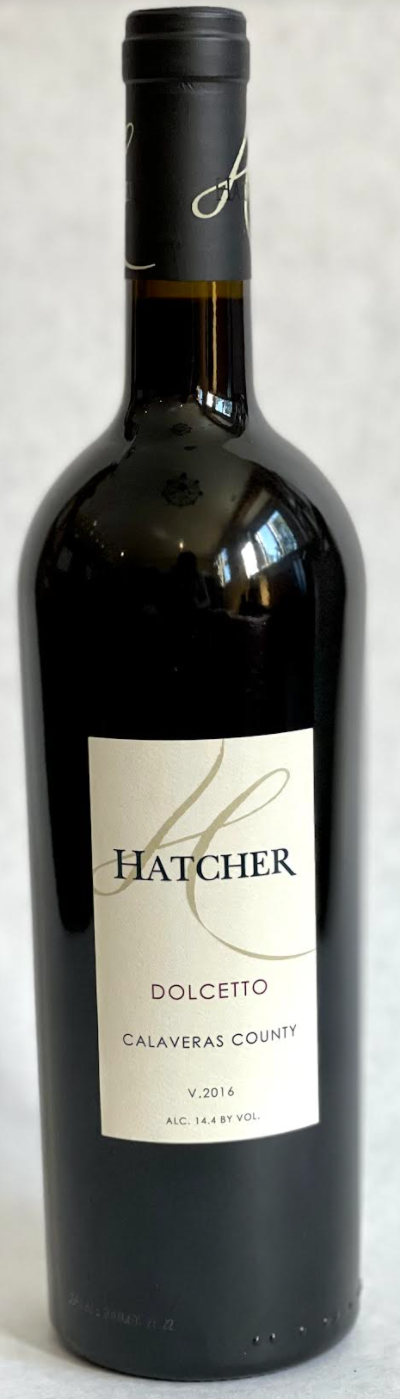 H
H
HATCHER
DOLCETTO
CALAVERAS COUNTY
V.2016
ALC. 14.4 BY VOL.